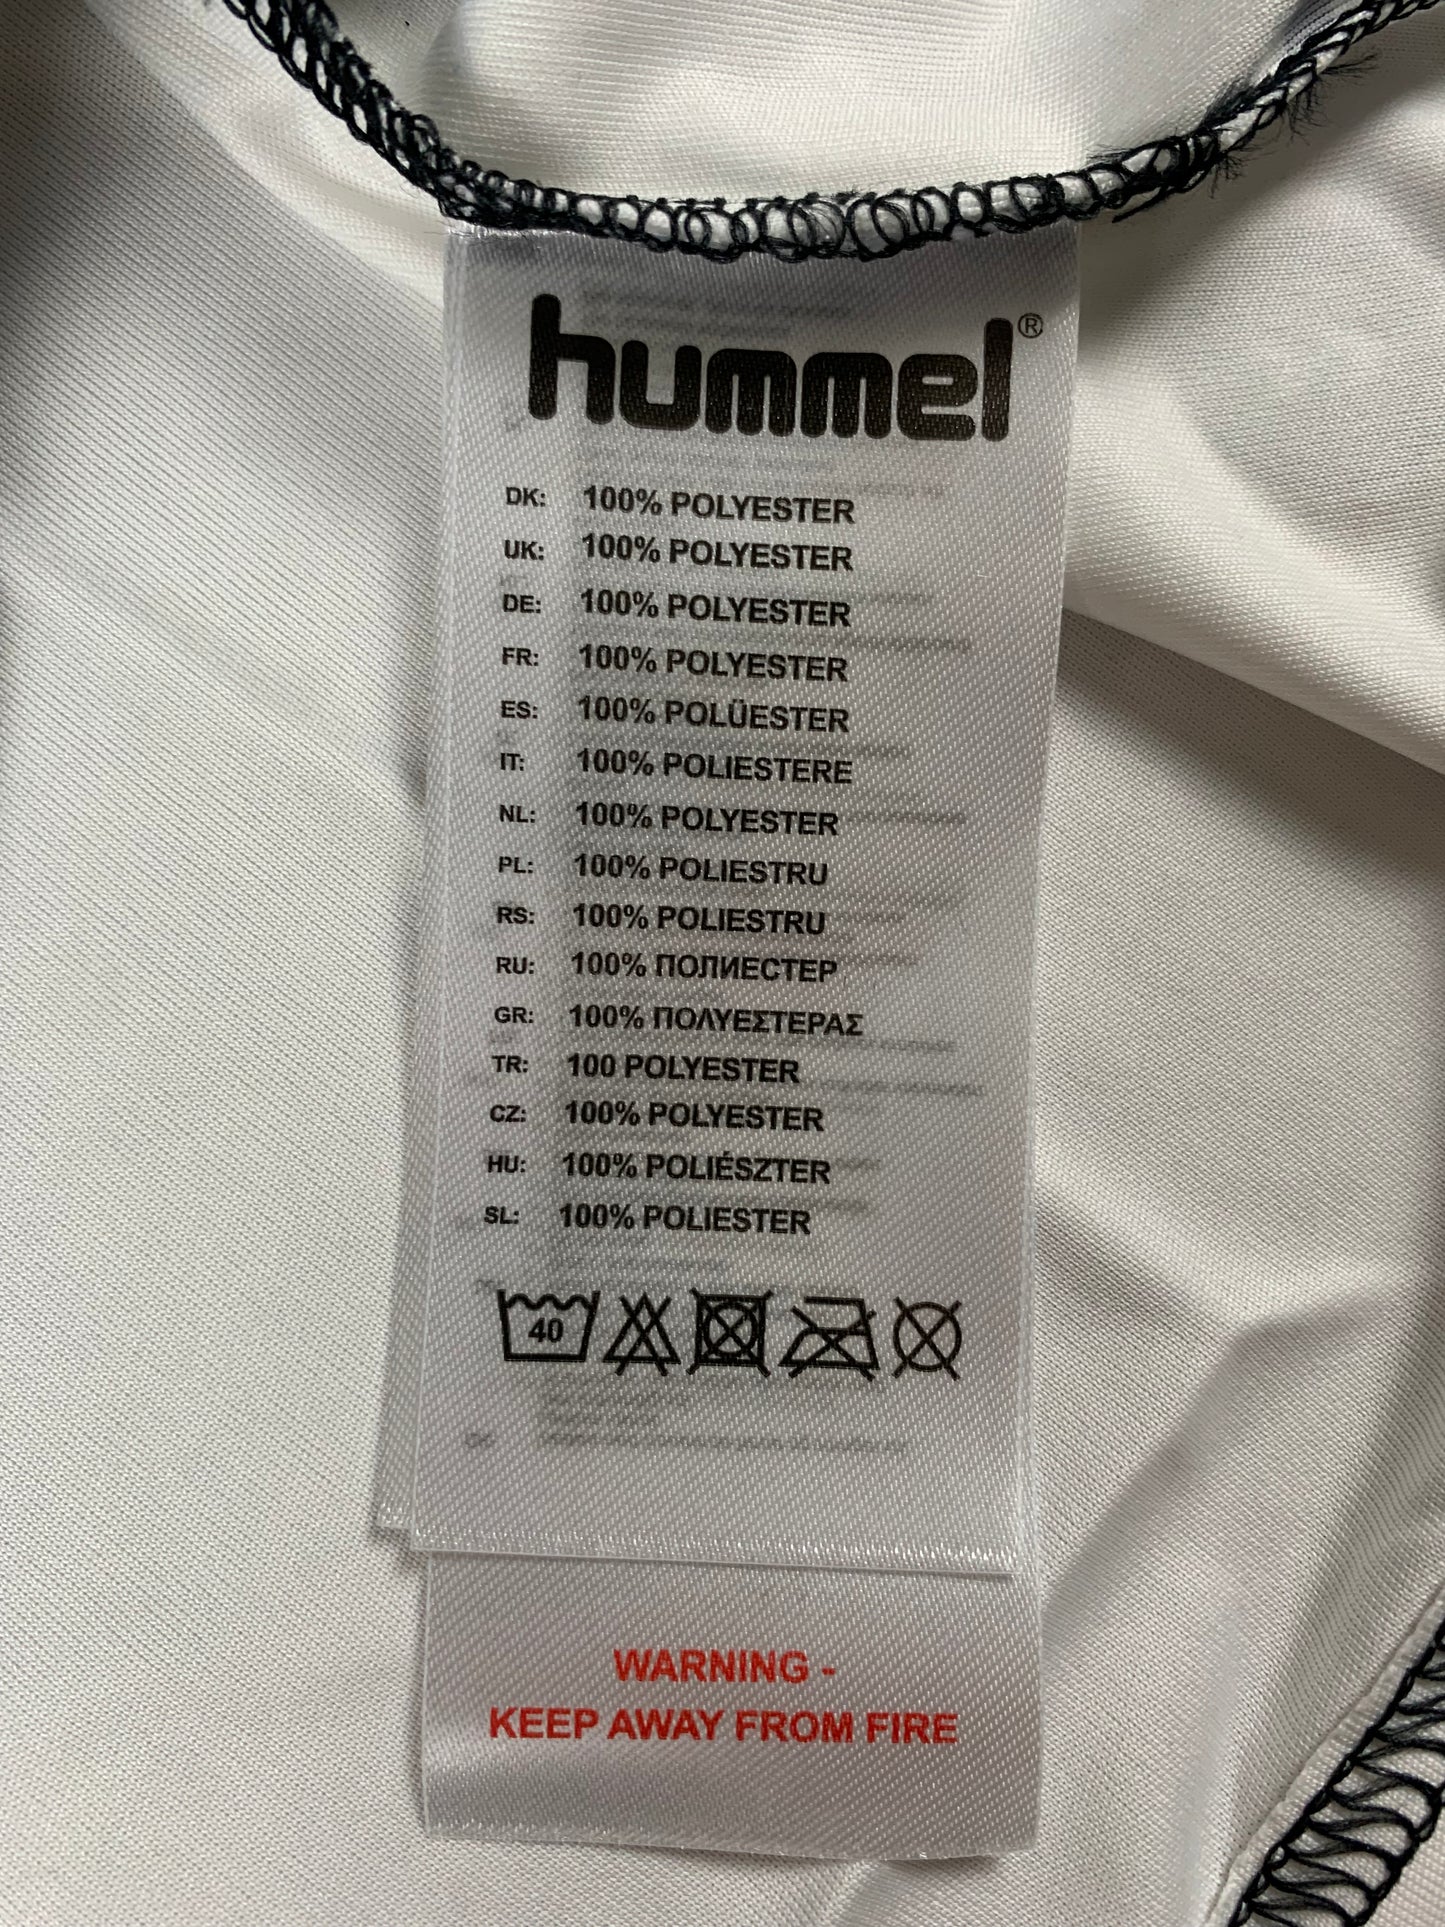 hummel®
DK: 100% POLYESTER
UK: 100% POLYESTER
DE: 100% POLYESTER
FR: 100% POLYESTER
ES: 100% POLÜESTER
IT: 100% POLIESTERE
NL: 100% POLYESTER
PL: 100% POLIESTRU
RS: 100% POLIESTRU
RU: 100% ПОЛИЕСТЕР
GR: 100% ΠΟΛΥΕΣΤΕΡΑΣ
TR: 100 POLYESTER
CZ: 100% POLYESTER
HU: 100% POLIÉSZTER
SL: 100% POLIESTER
40
WARNING -
KEEP AWAY FROM FIRE